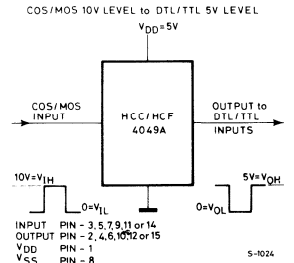 COS/MOS 10V LEVEL to DTL/TTL 5V LEVEL
VDD=5V
COS/MOS
INPUT
HCC/HCF
4049A
OUTPUT to
DTL/TTL
INPUTS
10V=VIH
0=VIL
5V=VOH
0=VOL
INPUT PIN - 3,5,7,9,11 or 14
OUTPUT PIN - 2,4,6,10,12 or 15
VDD PIN - 1
VSS PIN - 8
S-1024